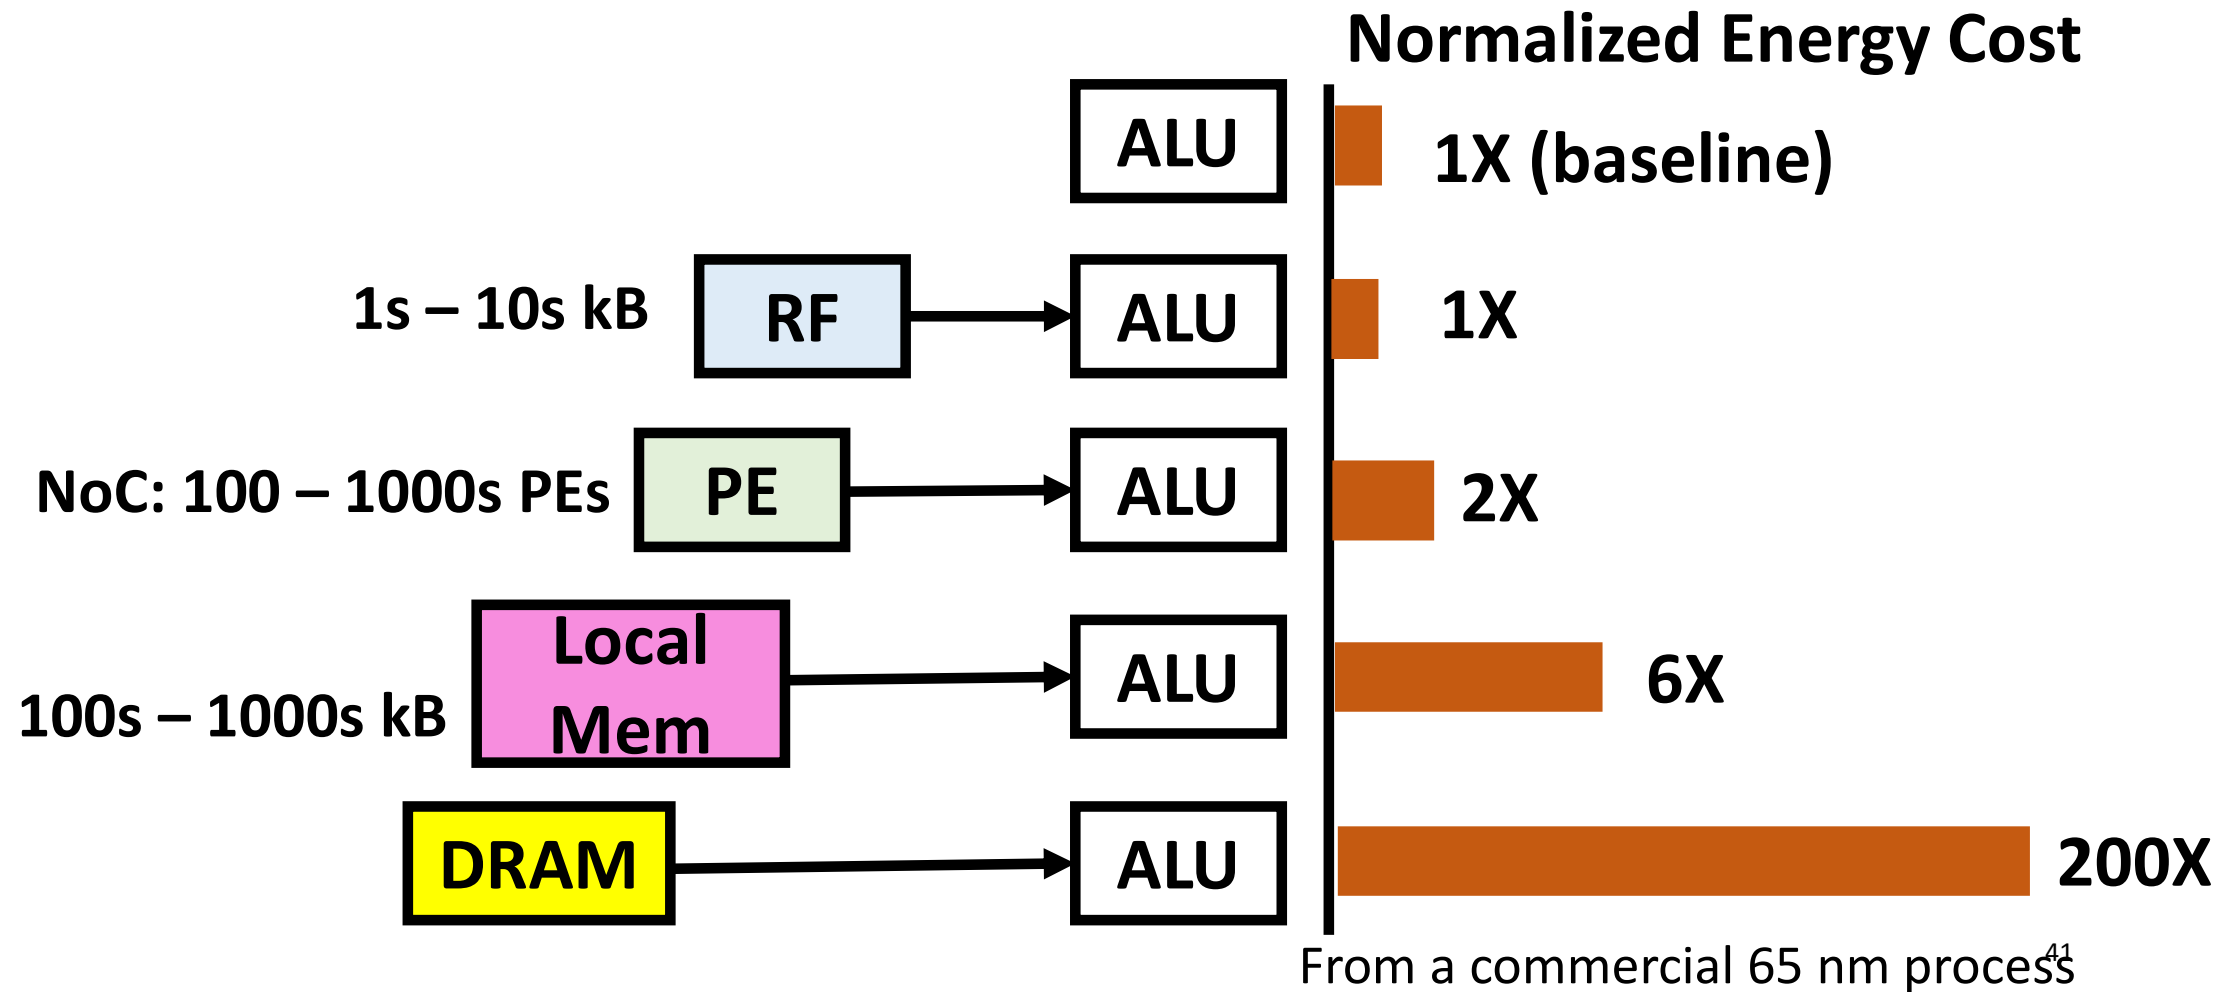 Normalized Energy Cost
ALU
1X (baseline)
1s – 10s kB
RF
ALU
1X
NoC: 100 – 1000s PEs
PE
ALU
2X
100s – 1000s kB
Local
Mem
ALU
6X
DRAM
ALU
200X
From a commercial 65 nm process
41